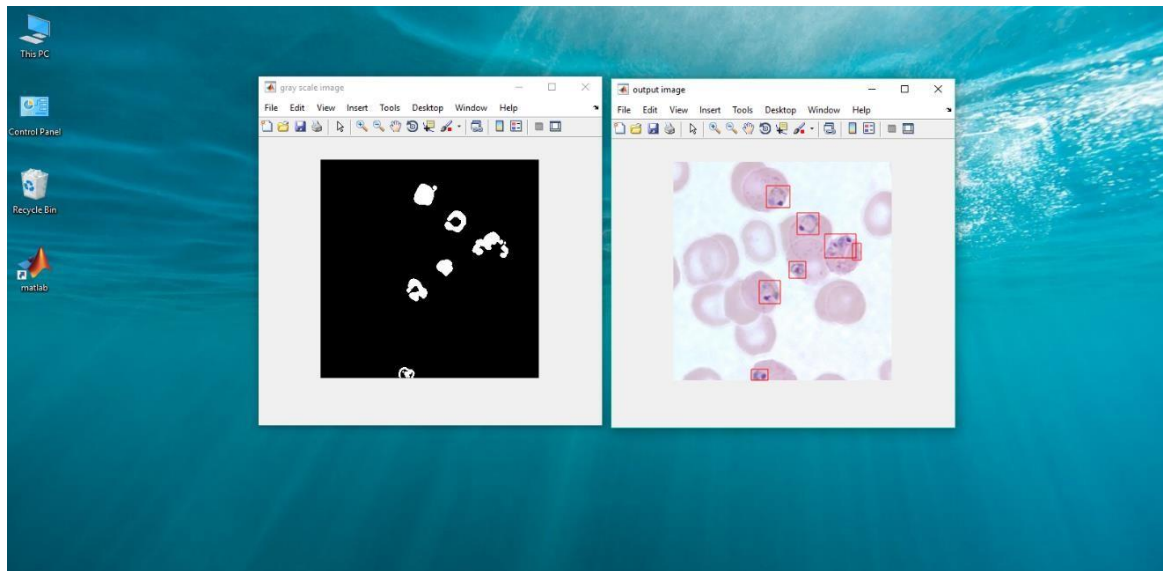 This PC
Control Panel
Recycle Bin
matlab
gray scale image
File Edit View Insert Tools Desktop Window Help
output image
File Edit View Insert Tools Desktop Window Help